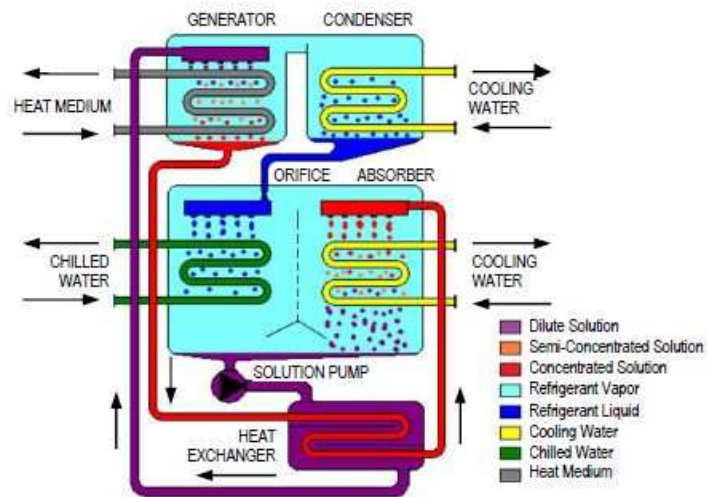 GENERATOR
CONDENSER
HEAT MEDIUM
COOLING
WATER
ORIFICE
ABSORBER
CHILLED
WATER
COOLING
WATER
Dilute Solution
Semi-Concentrated Solution
Concentrated Solution
Refrigerant Vapor
Refrigerant Liquid
Cooling Water
Chilled Water
Heat Medium
SOLUTION PUMP
HEAT
EXCHANGER